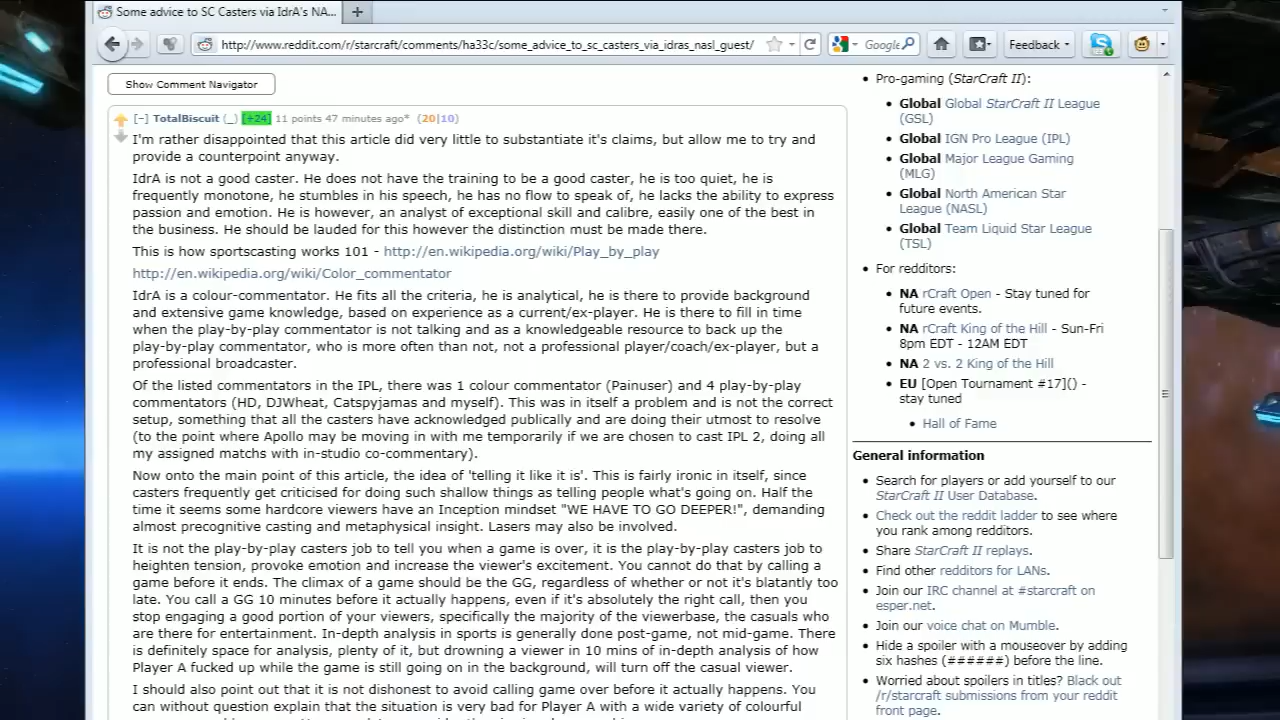 Some advice to SC Casters via IdrA's NA...
http://www.reddit.com/r/starcraft/comments/ha33c/some_advice_to_sc_casters_via_idras_nasl_guest/
Google
Feedback
Show Comment Navigator
[−] TotalBiscuit (_) [+24] 11 points 47 minutes ago* (20|10)
I'm rather disappointed that this article did very little to substantiate it's claims, but allow me to try and
provide a counterpoint anyway.
IdrA is not a good caster. He does not have the training to be a good caster, he is too quiet, he is
frequently monotone, he stumbles in his speech, he has no flow to speak of, he lacks the ability to express
passion and emotion. He is however, an analyst of exceptional skill and calibre, easily one of the best in
the business. He should be lauded for this however the distinction must be made there.
This is how sportscasting works 101 - http://en.wikipedia.org/wiki/Play_by_play
http://en.wikipedia.org/wiki/Color_commentator
IdrA is a colour-commentator. He fits all the criteria, he is analytical, he is there to provide background
and extensive game knowledge, based on experience as a current/ex-player. He is there to fill in time
when the play-by-play commentator is not talking and as a knowledgeable resource to back up the
play-by-play commentator, who is more often than not, not a professional player/coach/ex-player, but a
professional broadcaster.
Of the listed commentators in the IPL, there was 1 colour commentator (Painuser) and 4 play-by-play
commentators (HD, DJWheat, Catspyjamas and myself). This was in itself a problem and is not the correct
setup, something that all the casters have acknowledged publically and are doing their utmost to resolve
(to the point where Apollo may be moving in with me temporarily if we are chosen to cast IPL 2, doing all
my assigned matchs with in-studio co-commentary).
Now onto the main point of this article, the idea of 'telling it like it is'. This is fairly ironic in itself, since
casters frequently get criticised for doing such shallow things as telling people what's going on. Half the
time it seems some hardcore viewers have an Inception mindset "WE HAVE TO GO DEEPER!", demanding
almost precognitive casting and metaphysical insight. Lasers may also be involved.
It is not the play-by-play casters job to tell you when a game is over, it is the play-by-play casters job to
heighten tension, provoke emotion and increase the viewer's excitement. You cannot do that by calling a
game before it ends. The climax of a game should be the GG, regardless of whether or not it's blatantly too
late. You call a GG 10 minutes before it actually happens, even if it's absolutely the right call, then you
stop engaging a good portion of your viewers, specifically the majority of the viewerbase, the casuals who
are there for entertainment. In-depth analysis in sports is generally done post-game, not mid-game. There
is definitely space for analysis, plenty of it, but drowning a viewer in 10 mins of in-depth analysis of how
Player A fucked up while the game is still going on in the background, will turn off the casual viewer.
I should also point out that it is not dishonest to avoid calling game over before it actually happens. You
can without question explain that the situation is very bad for Player A with a wide variety of colourful
Pro-gaming (StarCraft II):
Global Global StarCraft II League
(GSL)
Global IGN Pro League (IPL)
Global Major League Gaming
(MLG)
Global North American Star
League (NASL)
Global Team Liquid Star League
(TSL)
For redditors:
NA rCraft Open - Stay tuned for
future events.
NA rCraft King of the Hill - Sun-Fri
8pm EDT - 12AM EDT
NA 2 vs. 2 King of the Hill
EU [Open Tournament #17]() -
stay tuned
Hall of Fame
General information
Search for players or add yourself to our
StarCraft II User Database.
Check out the reddit ladder to see where
you rank among redditors.
Share StarCraft II replays.
Find other redditors for LANs.
Join our IRC channel at #starcraft on
esper.net.
Join our voice chat on Mumble.
Hide a spoiler with a mouseover by adding
six hashes (######) before the line.
Worried about spoilers in titles? Black out
/r/starcraft submissions from your reddit
front page.